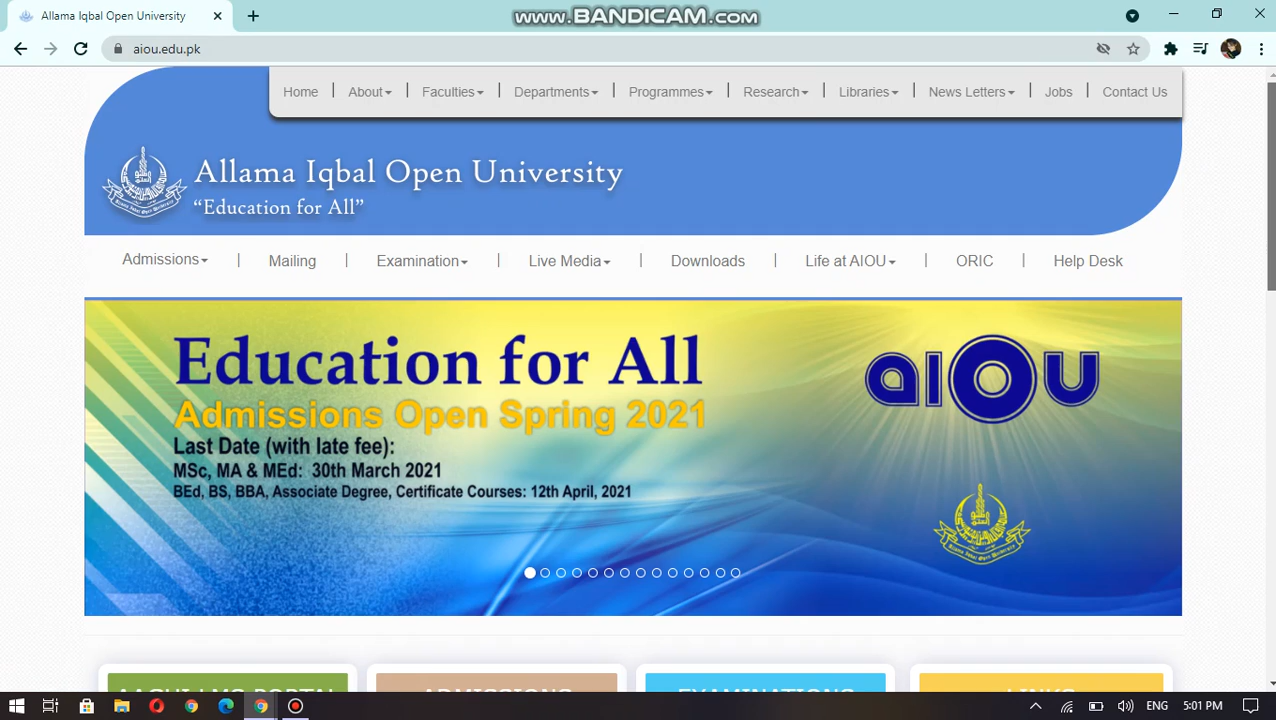 Allama Iqbal Open University
www.BANDICAM.com
aiou.edu.pk
Home | About | Faculties | Departments | Programmes | Research | Libraries | News Letters | Jobs | Contact Us
Allama Iqbal Open University
“Education for All”
Admissions | Mailing | Examination | Live Media | Downloads | Life at AIOU | ORIC | Help Desk
Education for All
aIOU
Admissions Open Spring 2021
Last Date (with late fee):
MSc, MA & MEd: 30th March 2021
BEd, BS, BBA, Associate Degree, Certificate Courses: 12th April, 2021
ADMISSIONS EXAMINATIONS LINKS
ENG 5:01 PM